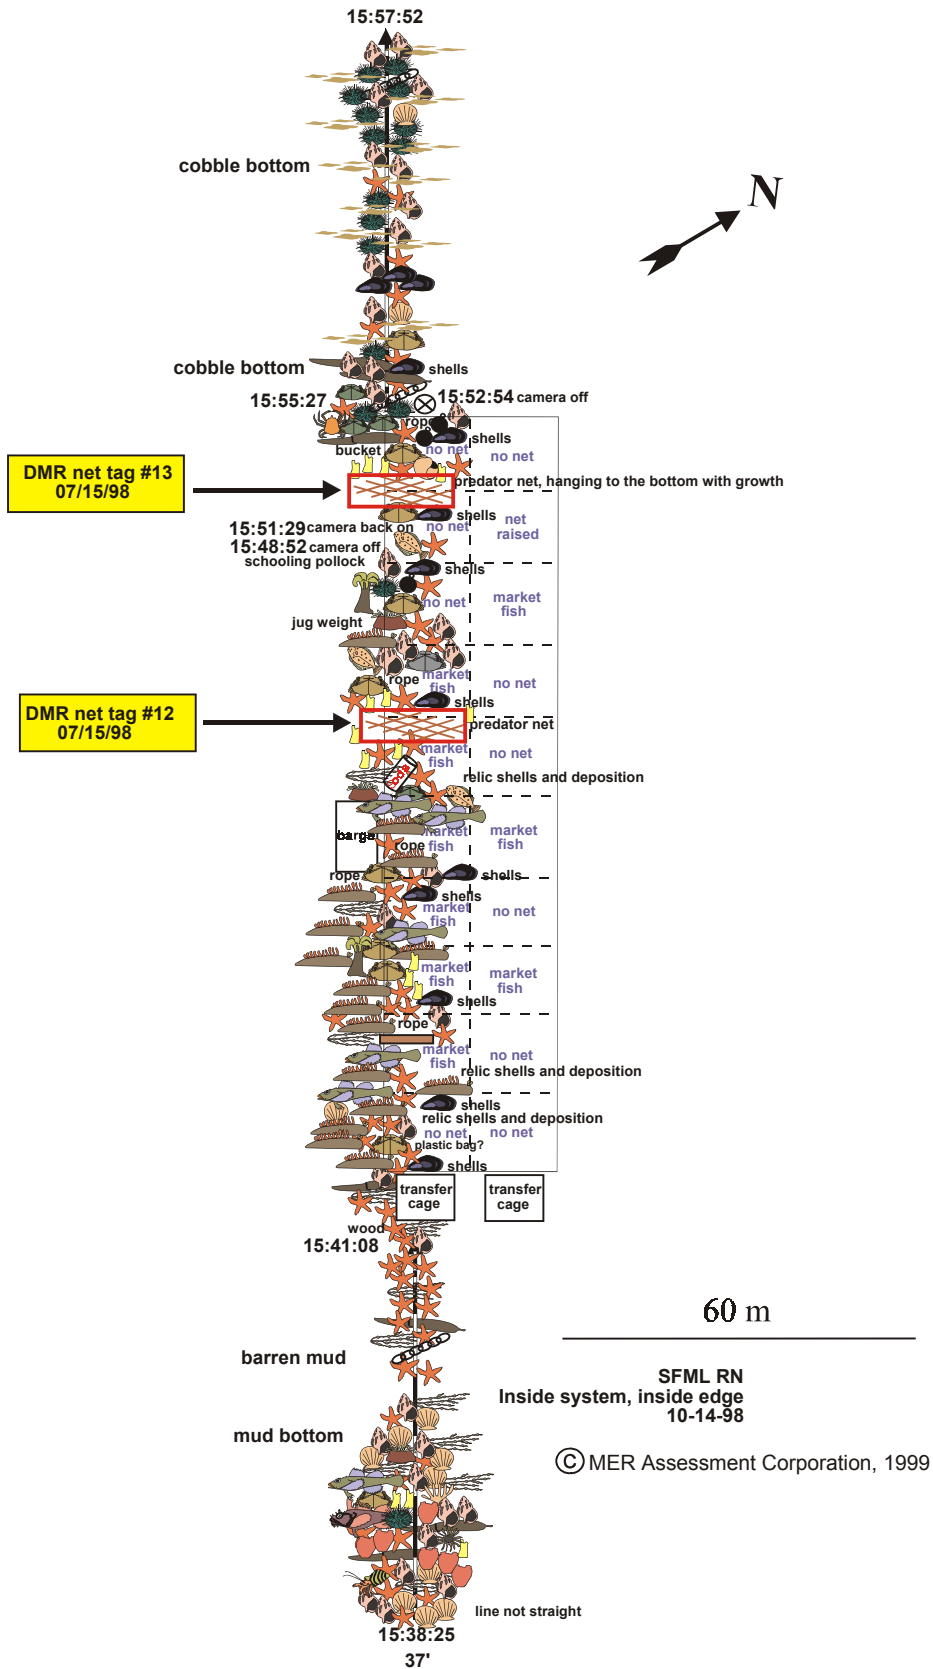 15:57:52
cobble bottom
N
cobble bottom
shells
15:55:27
15:52:54 camera off
rope
shells
bucket
no net
no net
DMR net tag #13
07/15/98
predator net, hanging to the bottom with growth
shells
15:51:29 camera back on
no net
net
raised
15:48:52 camera off
schooling pollock
shells
no net
market
fish
jug weight
rope
market
fish
no net
shells
DMR net tag #12
07/15/98
predator net
market
fish
no net
soda
relic shells and deposition
barge
market
fish
market
fish
rope
rope
shells
shells
market
fish
no net
market
fish
market
fish
shells
rope
market
fish
no net
relic shells and deposition
shells
relic shells and deposition
no net
no net
plastic bag?
shells
transfer
cage
transfer
cage
wood
15:41:08
60 m
barren mud
SFML RN
Inside system, inside edge
10-14-98
mud bottom
© MER Assessment Corporation, 1999
line not straight
15:38:25
37'